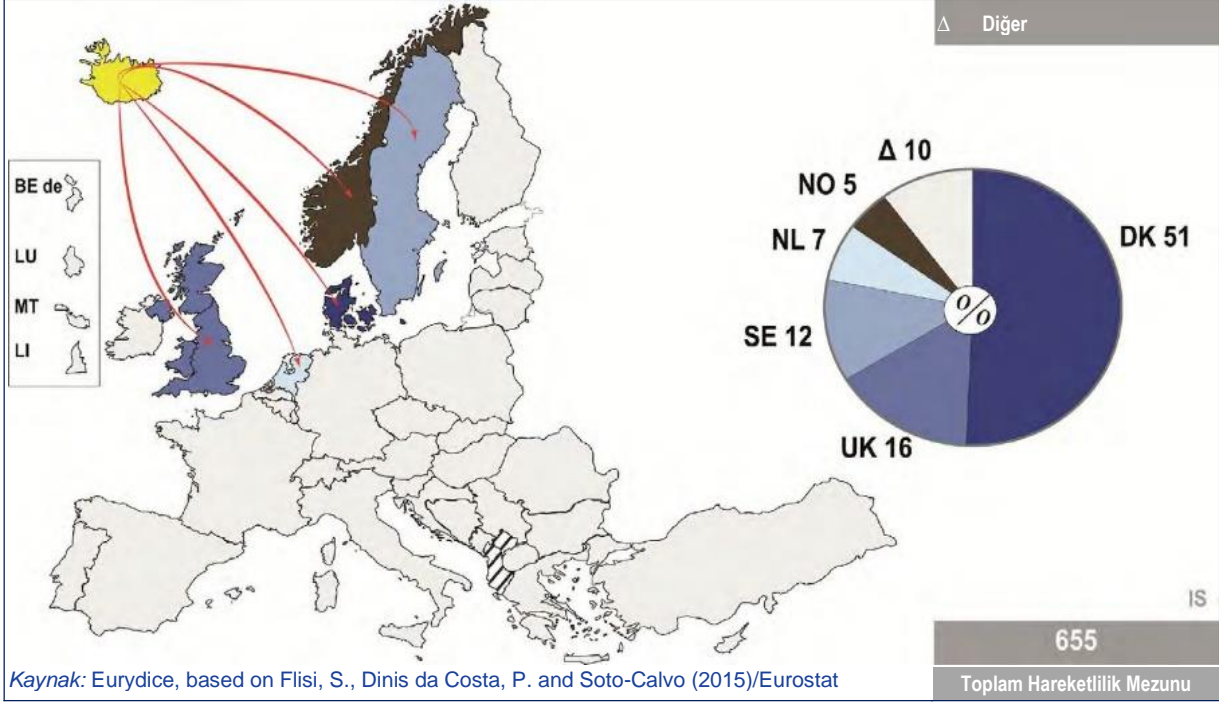 Δ Diğer
BE de
LU
MT
LI
Δ 10
NO 5
NL 7
SE 12
UK 16
DK 51
%
IS
655
Toplam Hareketlilik Mezunu
Kaynak: Eurydice, based on Flisi, S., Dinis da Costa, P. and Soto-Calvo (2015)/Eurostat